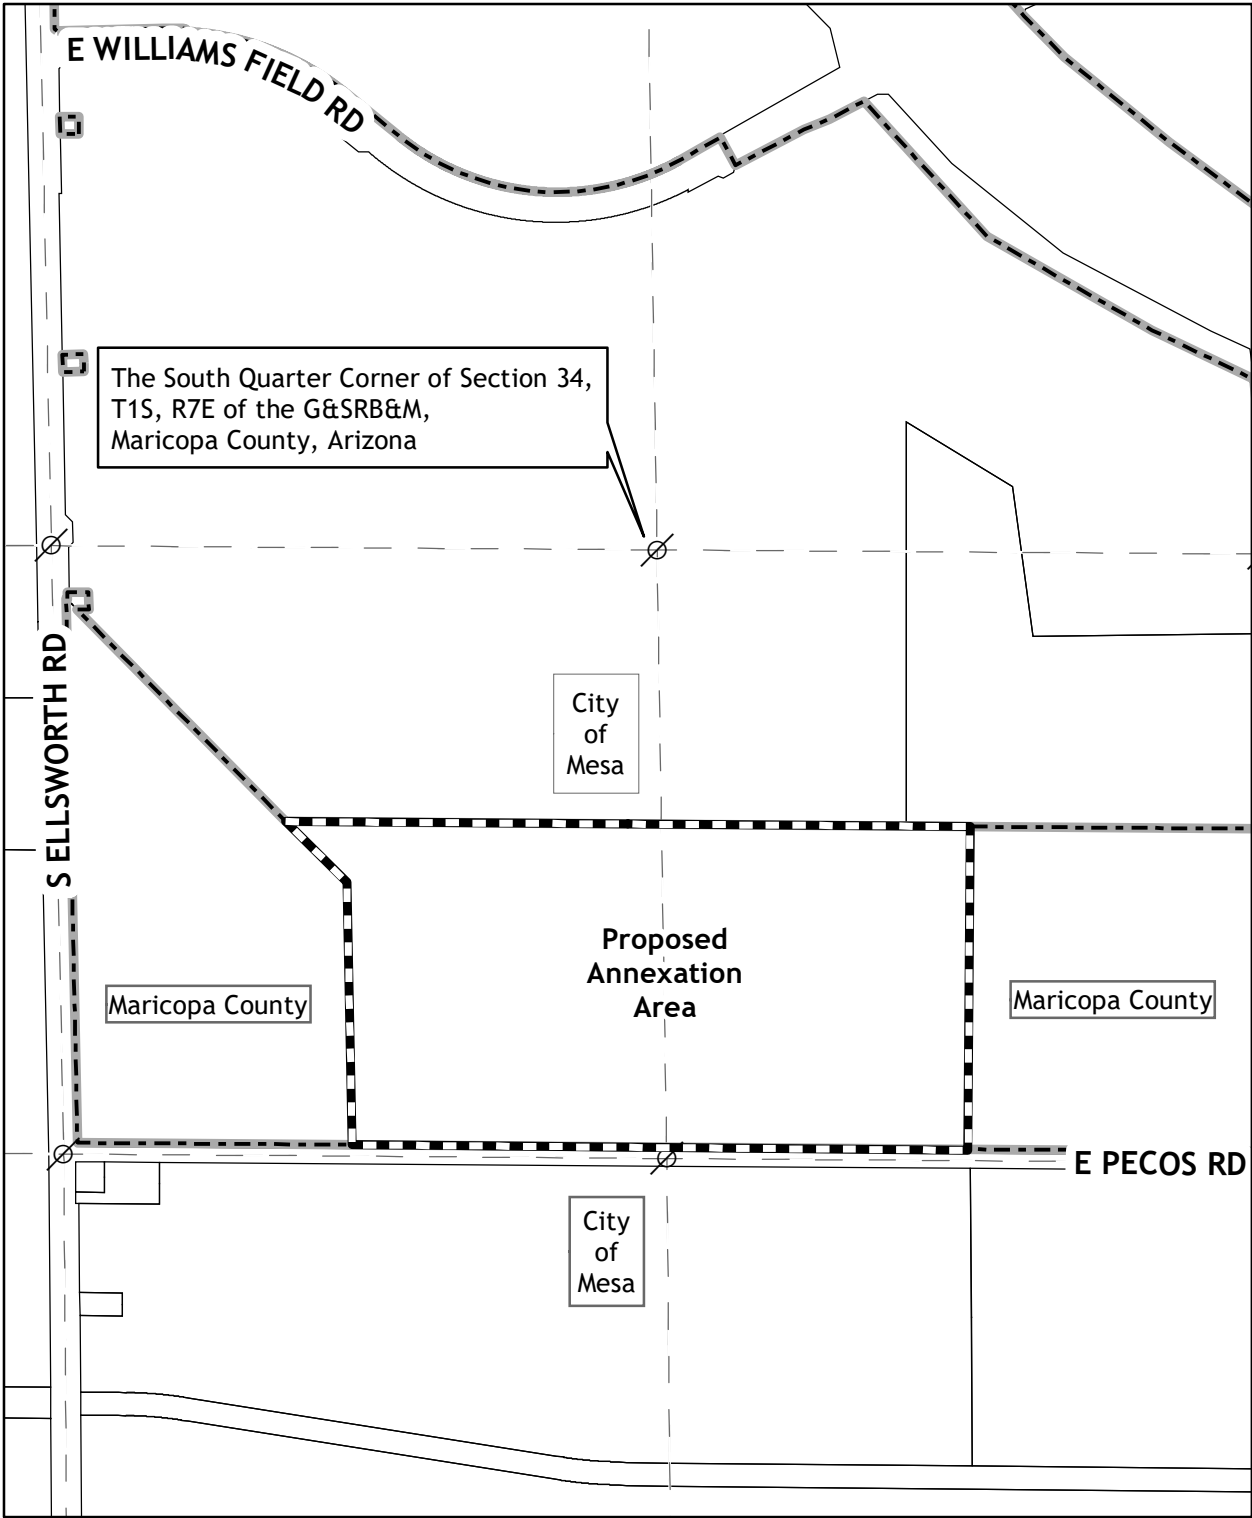 E WILLIAMS FIELD RD
The South Quarter Corner of Section 34,
T1S, R7E of the G&SRB&M,
Maricopa County, Arizona
S ELLSWORTH RD
City
of
Mesa
Proposed
Annexation
Area
Maricopa County
Maricopa County
E PECOS RD
City
of
Mesa